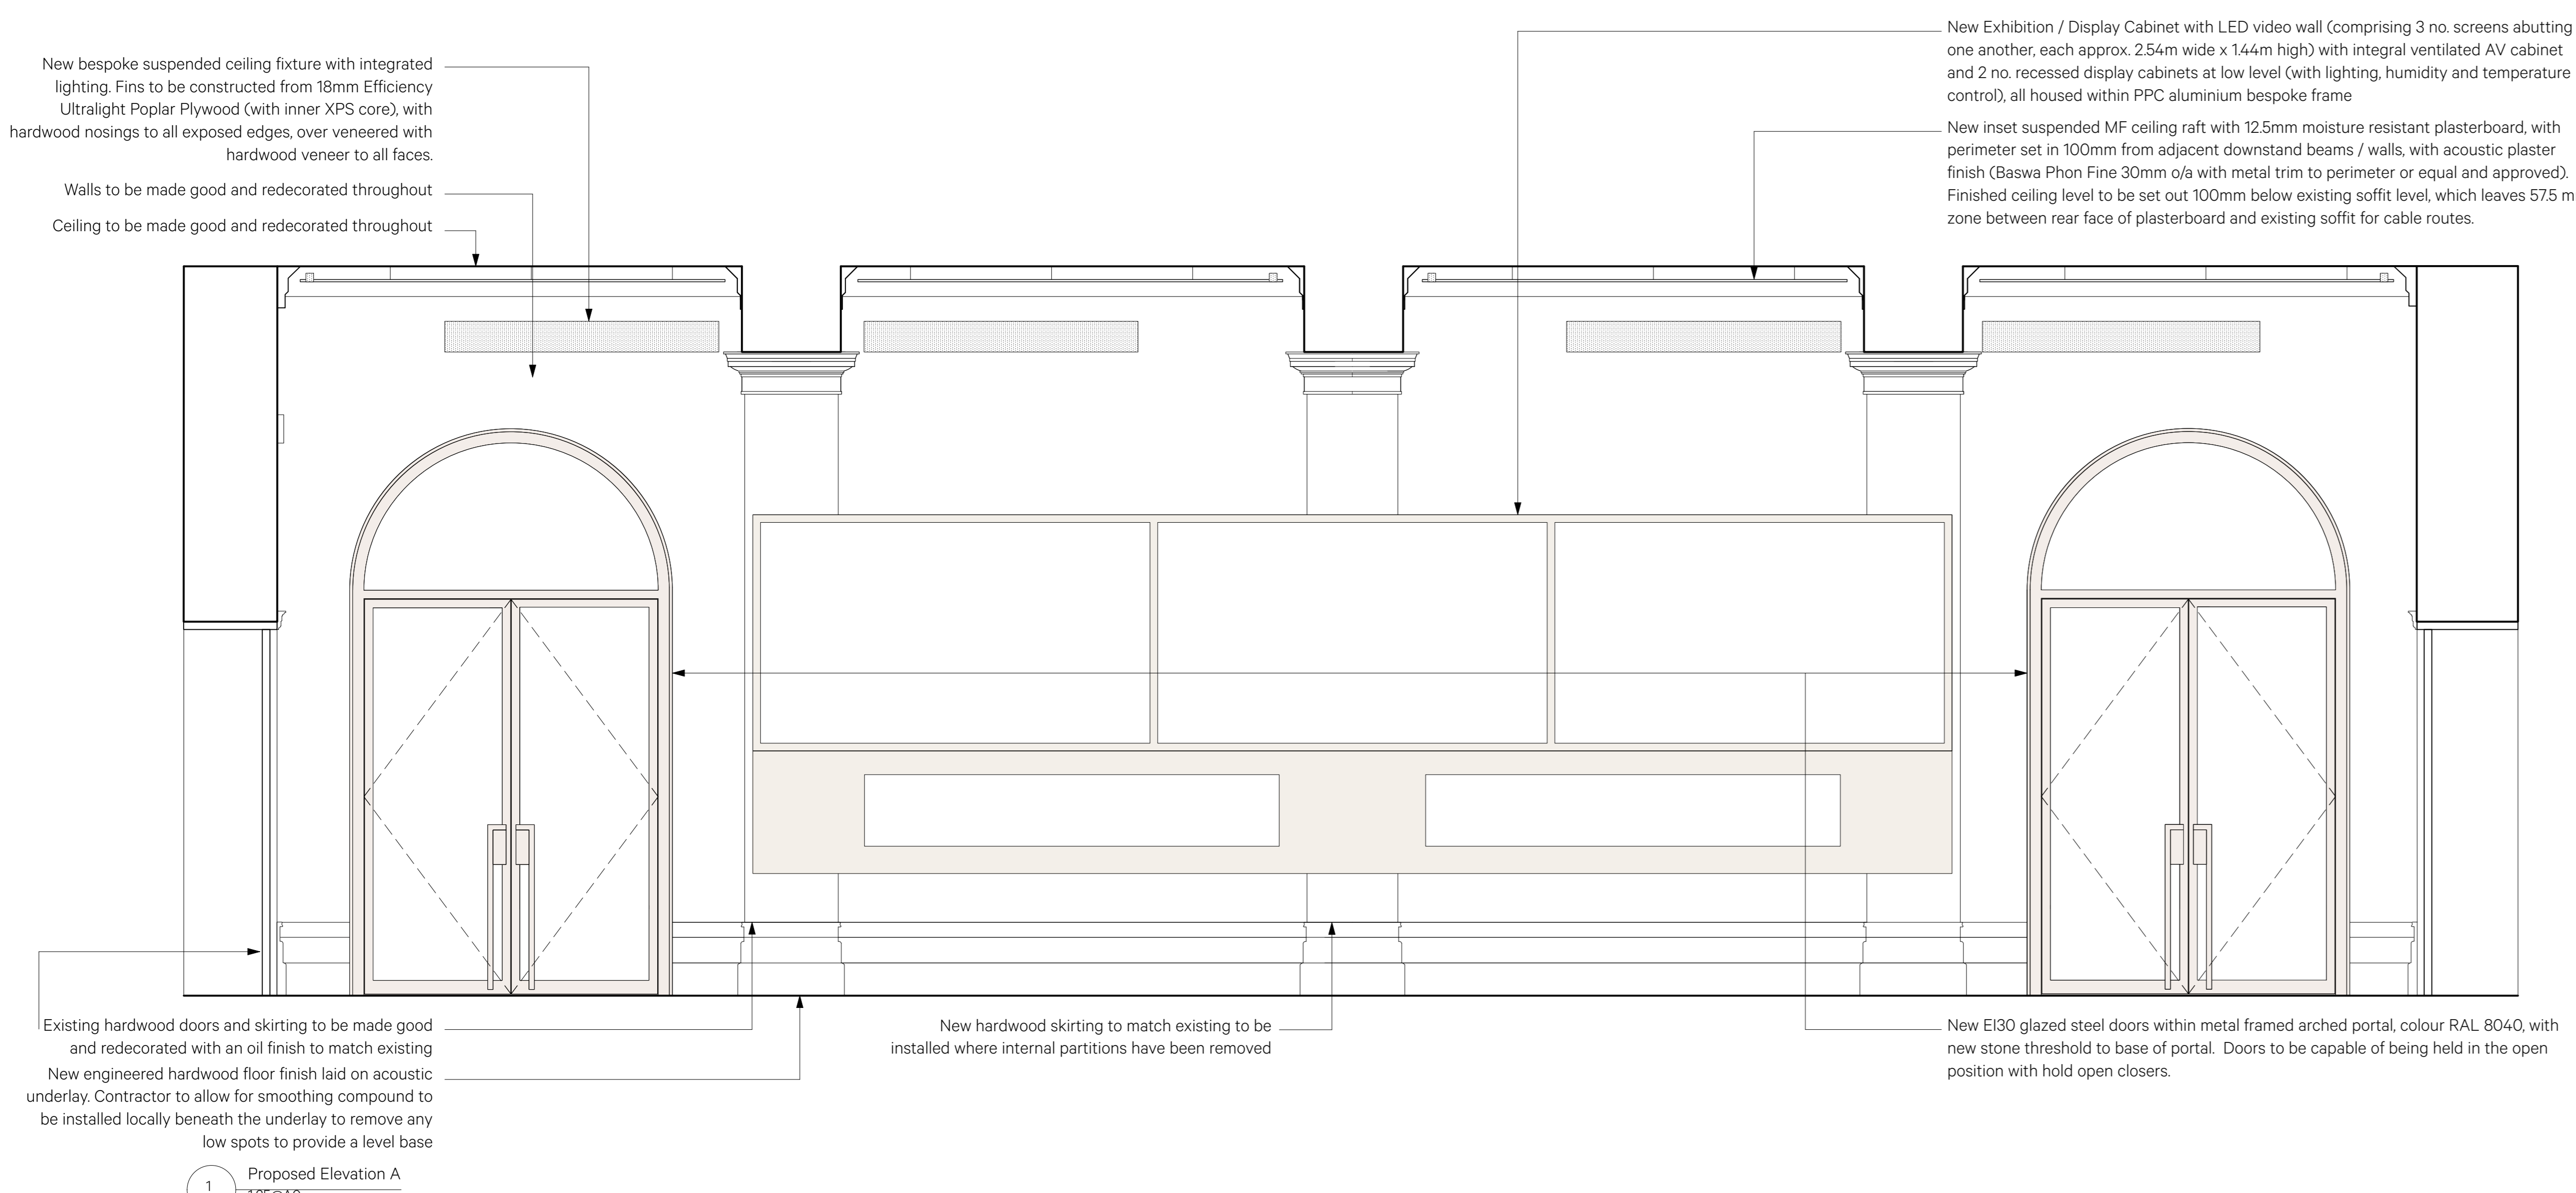 New bespoke suspended ceiling fixture with integrated
lighting. Fins to be constructed from 18mm Efficiency
Ultralight Poplar Plywood (with inner XPS core), with
hardwood nosings to all exposed edges, over veneered with
hardwood veneer to all faces.
Walls to be made good and redecorated throughout
Ceiling to be made good and redecorated throughout
New Exhibition / Display Cabinet with LED video wall (comprising 3 no. screens abutting
one another, each approx. 2.54m wide x 1.44m high) with integral ventilated AV cabinet
and 2 no. recessed display cabinets at low level (with lighting, humidity and temperature
control), all housed within PPC aluminium bespoke frame
New inset suspended MF ceiling raft with 12.5mm moisture resistant plasterboard, with
perimeter set in 100mm from adjacent downstand beams / walls, with acoustic plaster
finish (Baswa Phon Fine 30mm o/a with metal trim to perimeter or equal and approved).
Finished ceiling level to be set out 100mm below existing soffit level, which leaves 57.5 m
zone between rear face of plasterboard and existing soffit for cable routes.
Existing hardwood doors and skirting to be made good
and redecorated with an oil finish to match existing
New engineered hardwood floor finish laid on acoustic
underlay. Contractor to allow for smoothing compound to
be installed locally beneath the underlay to remove any
low spots to provide a level base
New hardwood skirting to match existing to be
installed where internal partitions have been removed
New EI30 glazed steel doors within metal framed arched portal, colour RAL 8040, with
new stone threshold to base of portal. Doors to be capable of being held in the open
position with hold open closers.
1
Proposed Elevation A